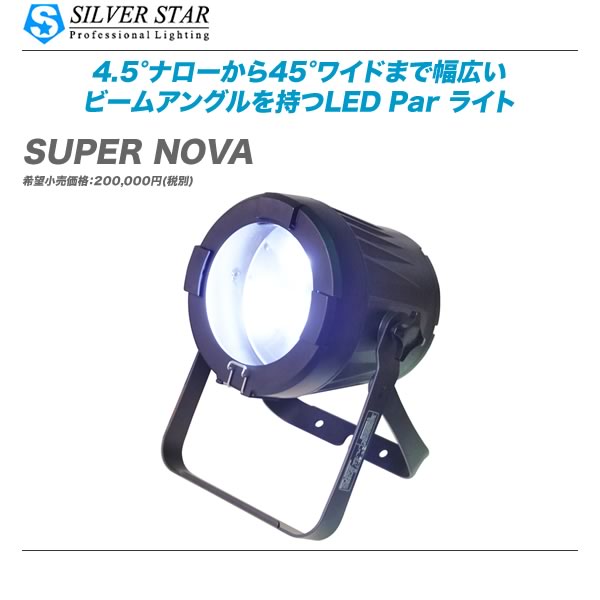 SILVER STAR
Professional Lighting
4.5°ナローから45°ワイドまで幅広い
ビームアングルを持つLED Par ライト
SUPER NOVA
希望小売価格：200,000円(税別)